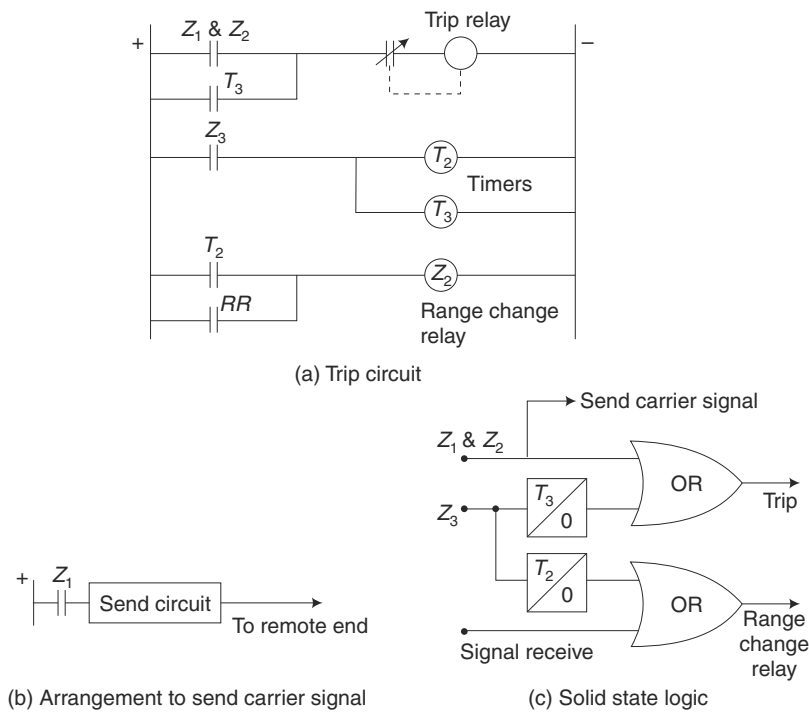 Trip relay
+
Z1 & Z2
−
T3
Z3
T2
Timers
T3
T2
Z2
RR
Range change
relay
(a) Trip circuit
+
Z1
Send circuit
To remote end
(b) Arrangement to send carrier signal
Send carrier signal
Z1 & Z2
OR
Trip
Z3
T3
0
T2
0
OR
Range
change
relay
Signal receive
(c) Solid state logic